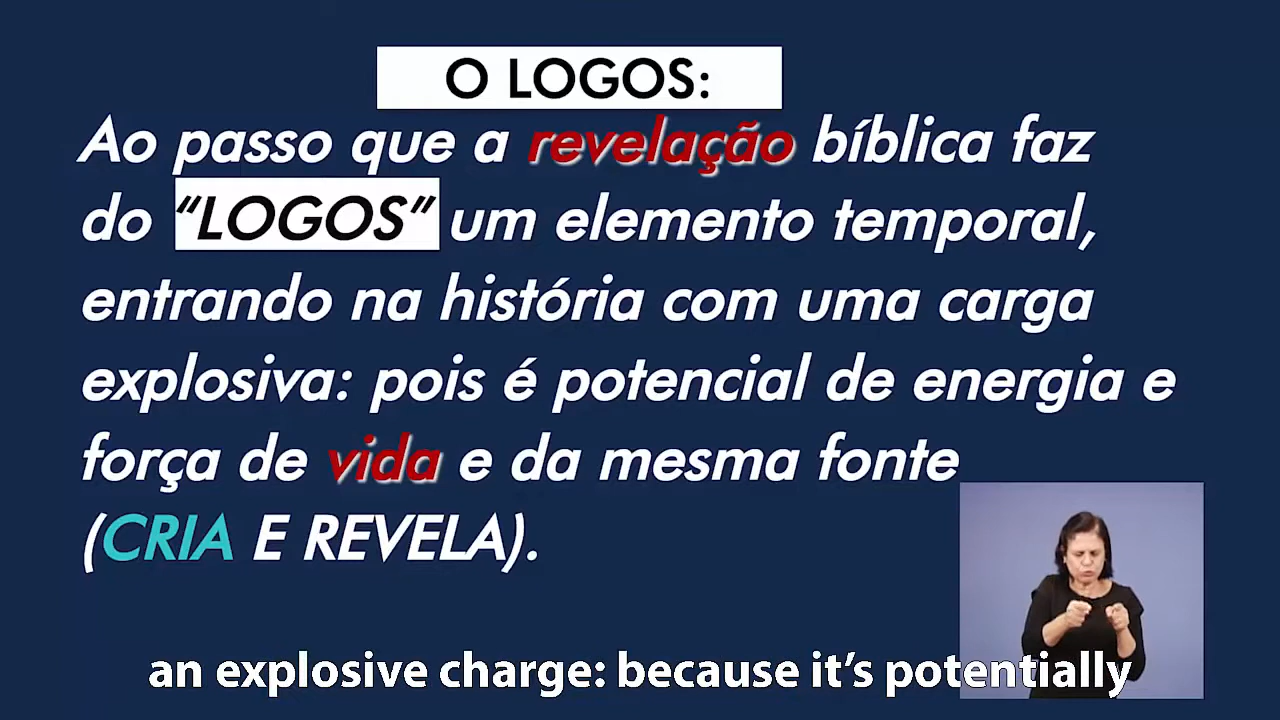 O LOGOS:
Ao passo que a revelação bíblica faz
do “LOGOS” um elemento temporal,
entrando na história com uma carga
explosiva: pois é potencial de energia e
força de vida e da mesma fonte
(CRIA E REVELA).
an explosive charge: because it’s potentially